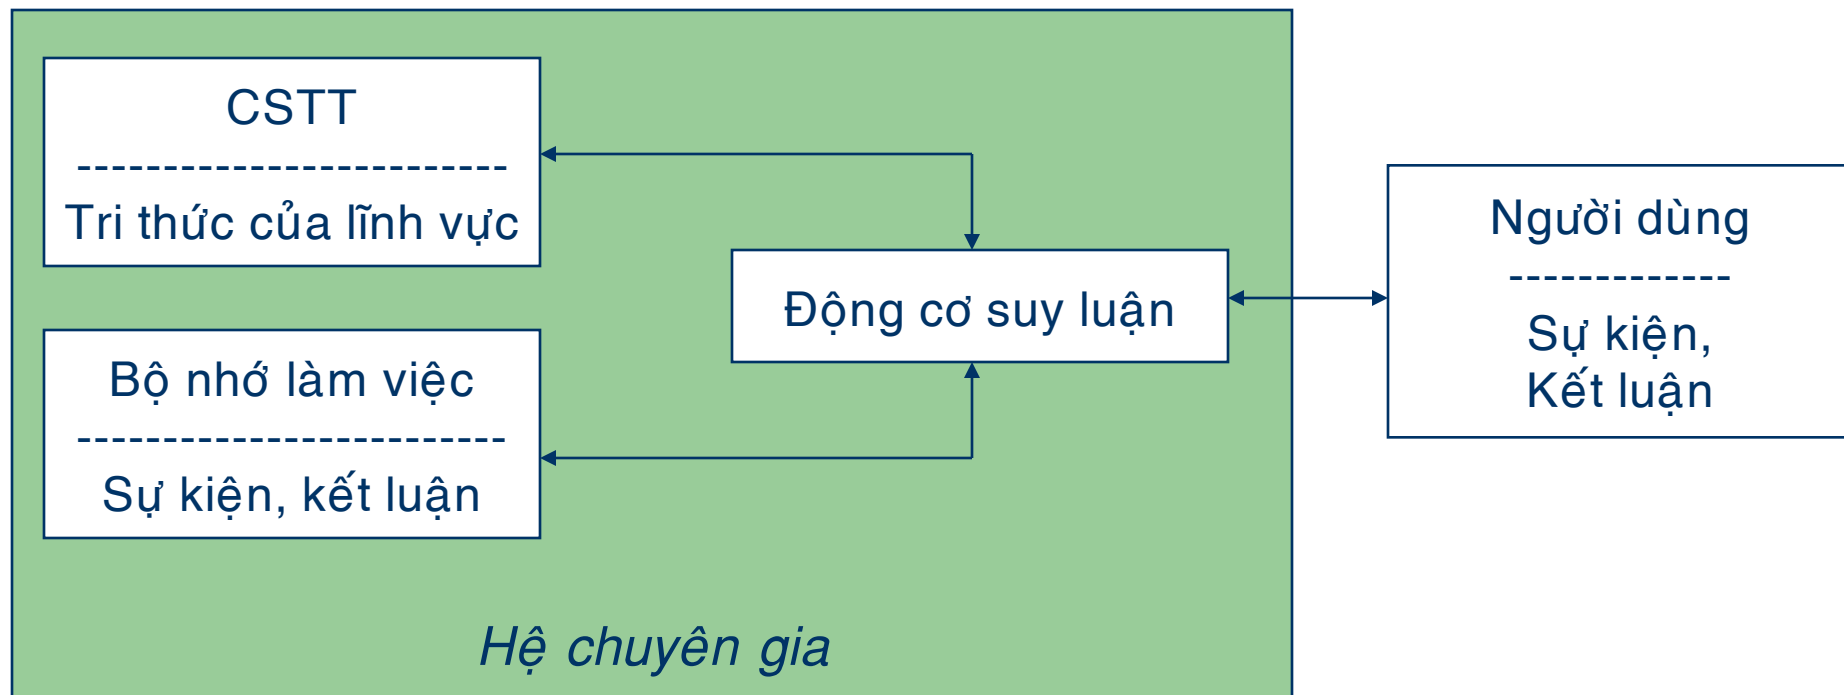 CSTT
-------------------------
Tri thức của lĩnh vực
Bộ nhớ làm việc
-------------------------
Sự kiện, kết luận
Động cơ suy luận
Người dùng
-------------
Sự kiện,
Kết luận
Hệ chuyên gia